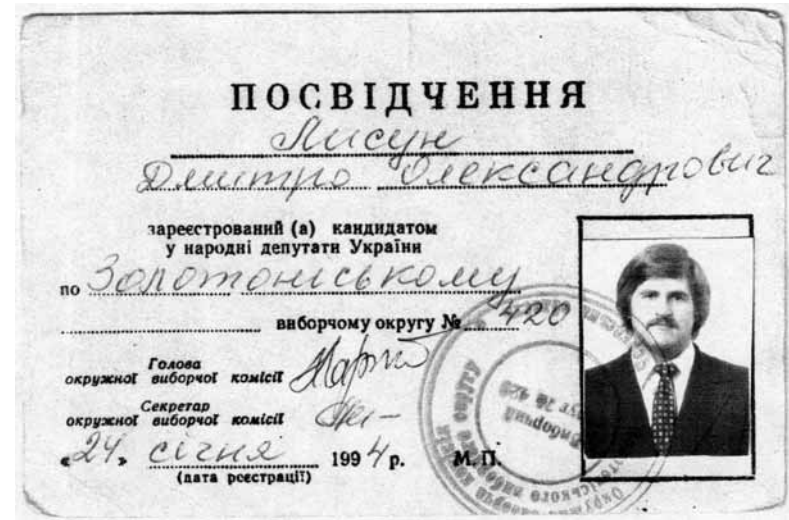 ПОСВІДЧЕННЯ
Лисун
Дмитро Олександрович
зареєстрований (а) кандидатом
у народні депутати України
по Золотоніському
виборчому округу № 420
Голова
окружної виборчої комісії
Секретар
окружної виборчої комісії
„24„ січня 1994 р. М. П.
(дата реєстрації)